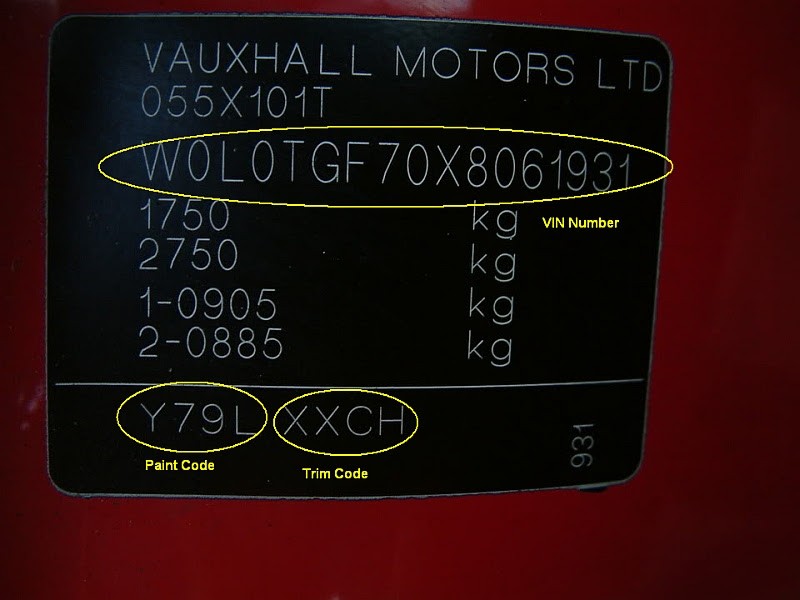 VAUXHALL MOTORS LTD
055X101T
W0L0TGF70X8061931
1750 kg VIN Number
2750 kg
1-0905 kg
2-0885 kg
Y79L XXCH 931
Paint Code Trim Code